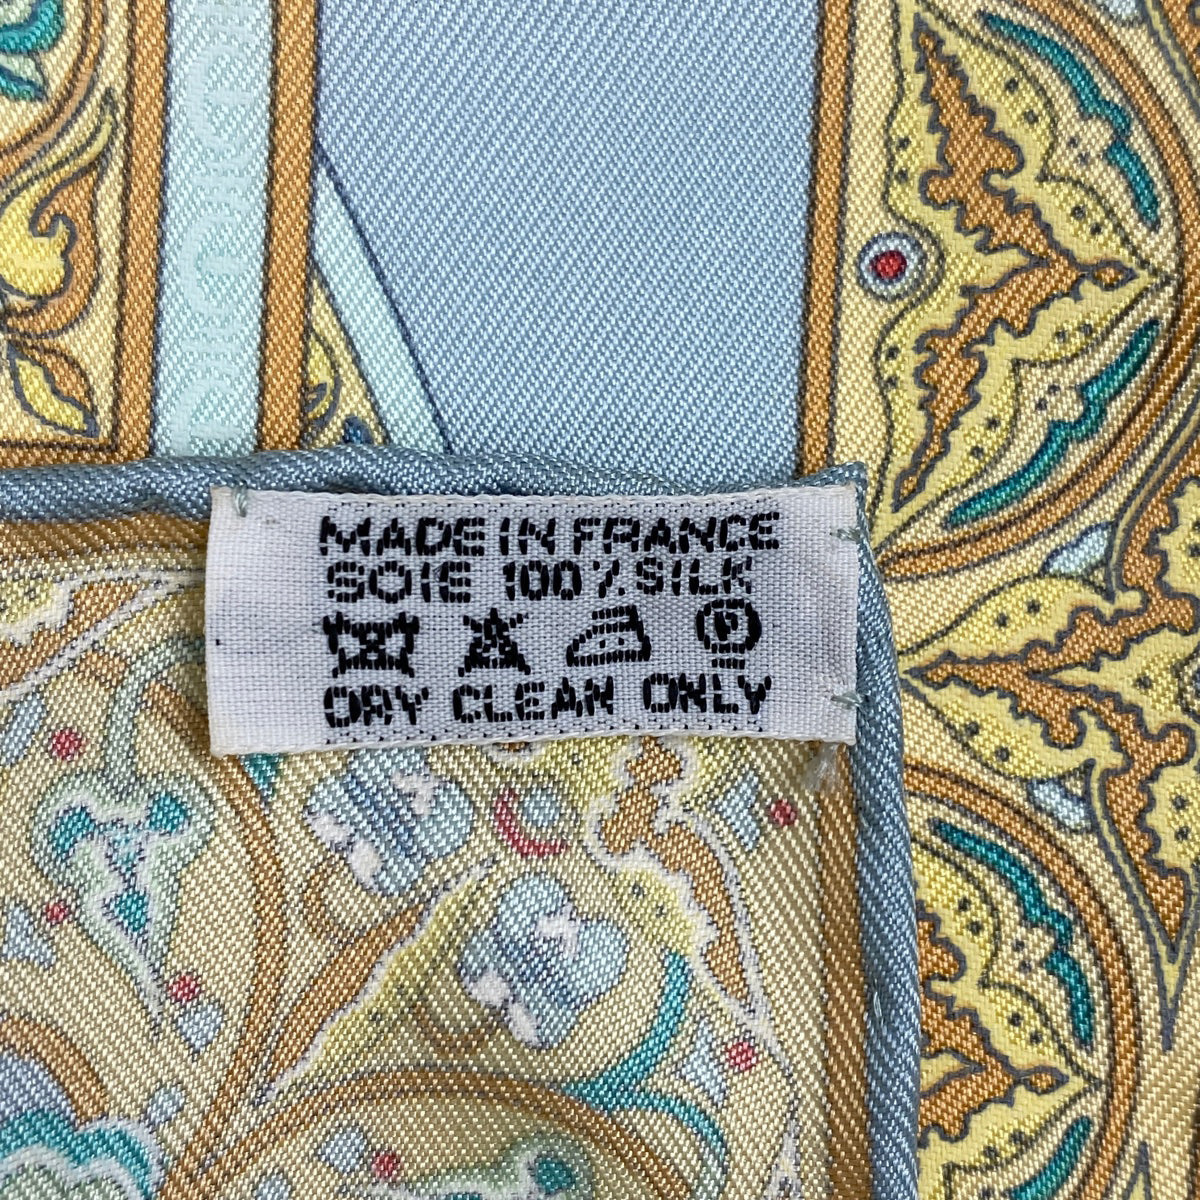 MADE IN FRANCE
SOIE 100% SILK
P
DRY CLEAN ONLY